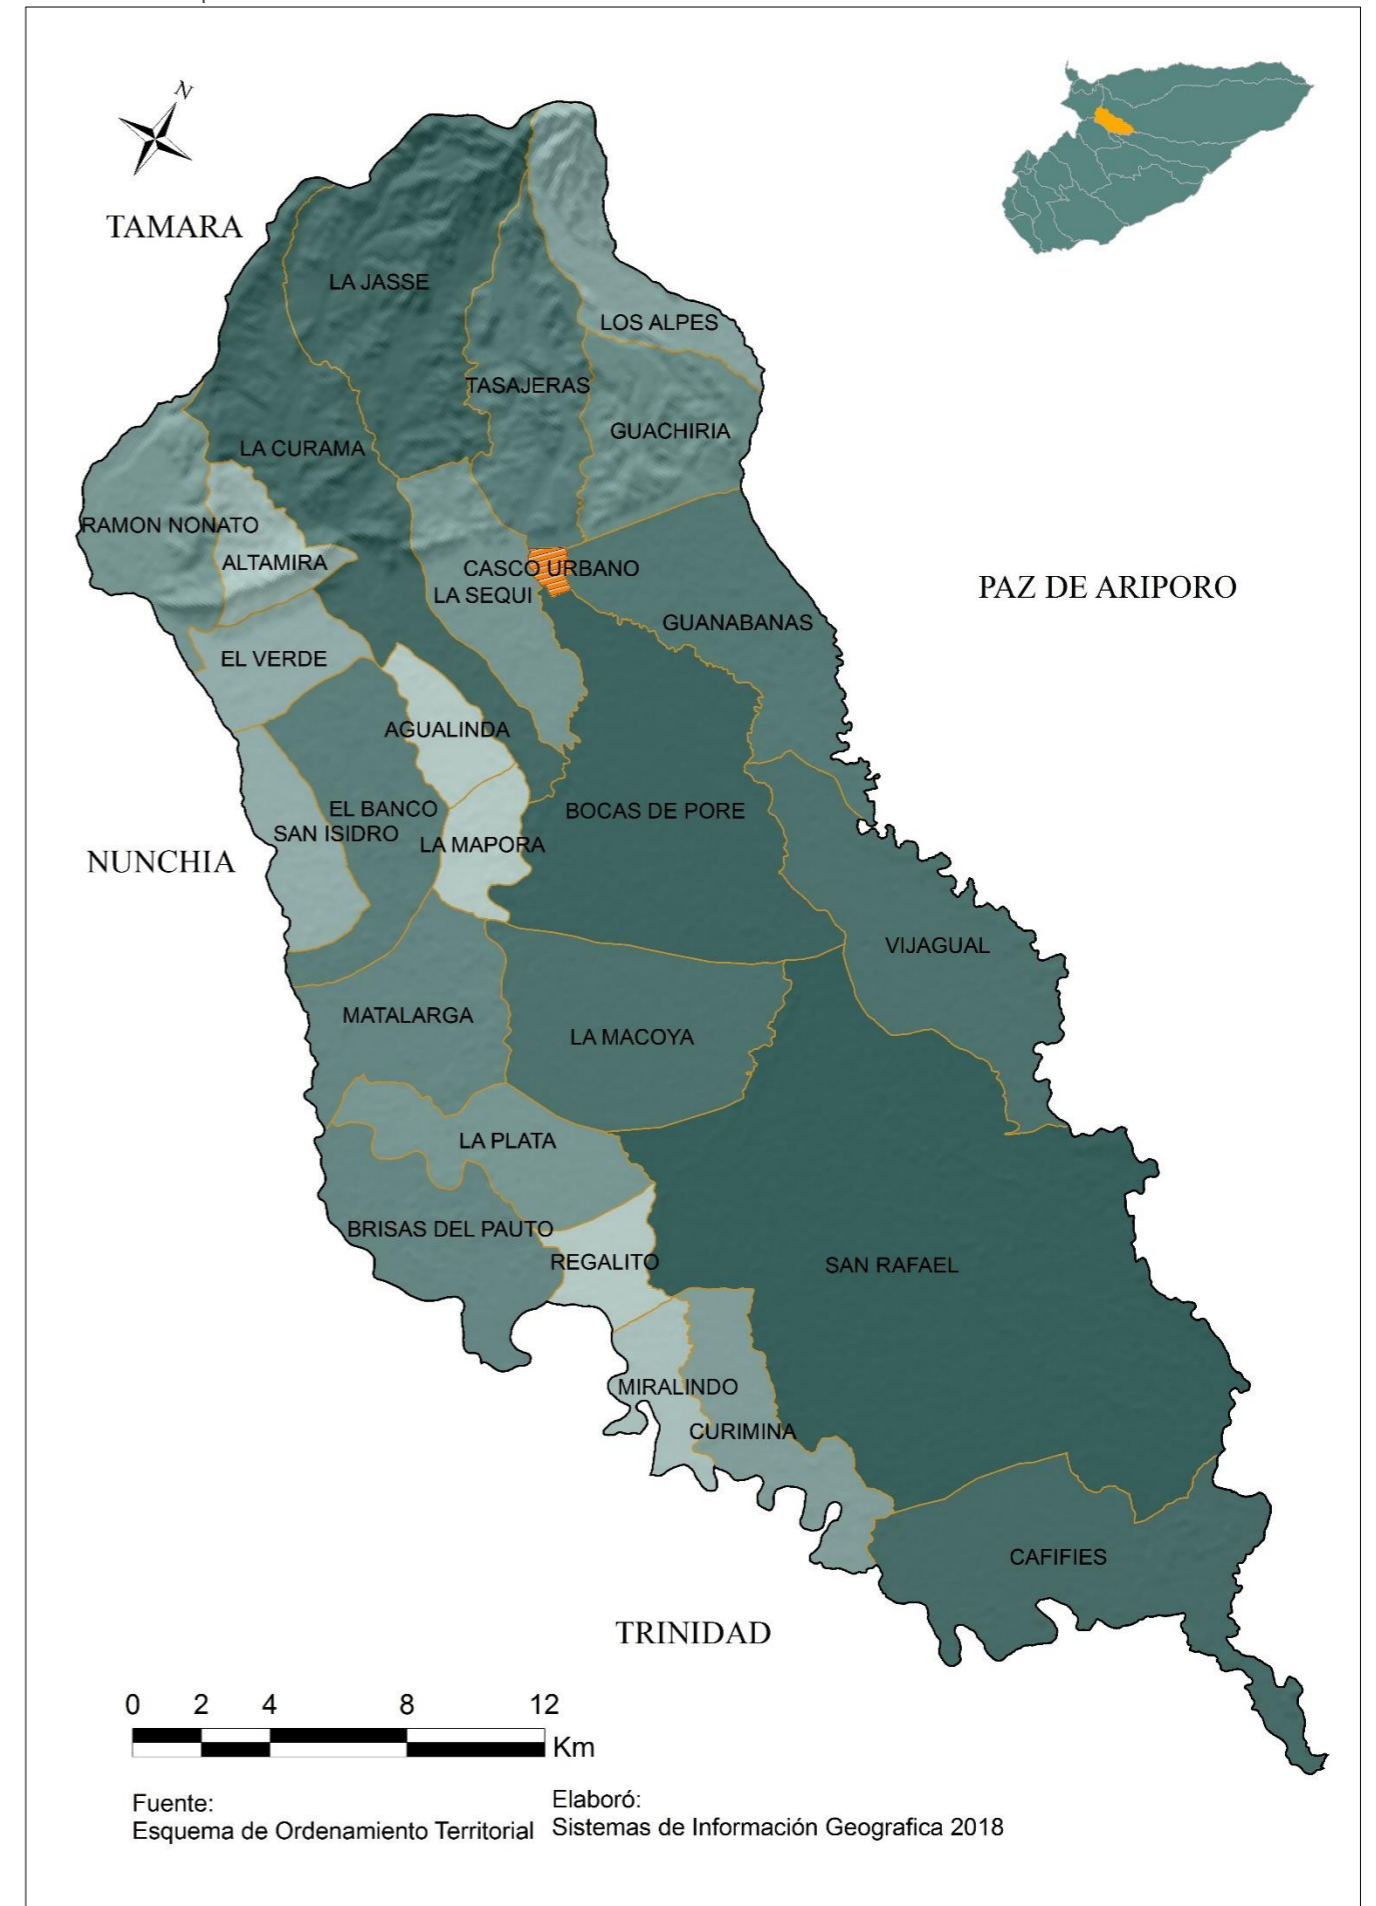 N
TAMARA
LA JASSE
LOS ALPES
TASAJERAS
GUACHIRIA
LA CURAMA
RAMON NONATO
ALTAMIRA
CASCO URBANO
LA SEQUI
PAZ DE ARIPORO
GUANABANAS
EL VERDE
AGUALINDA
EL BANCO
BOCAS DE PORE
SAN ISIDRO
LA MAPORA
NUNCHIA
VIJAGUAL
MATALARGA
LA MACOYA
LA PLATA
BRISAS DEL PAUTO
REGALITO
SAN RAFAEL
MIRALINDO
CURIMINA
CAFIFIES
TRINIDAD
0 2 4 8 12
Km
Fuente:
Esquema de Ordenamiento Territorial
Elaboró:
Sistemas de Información Geografica 2018